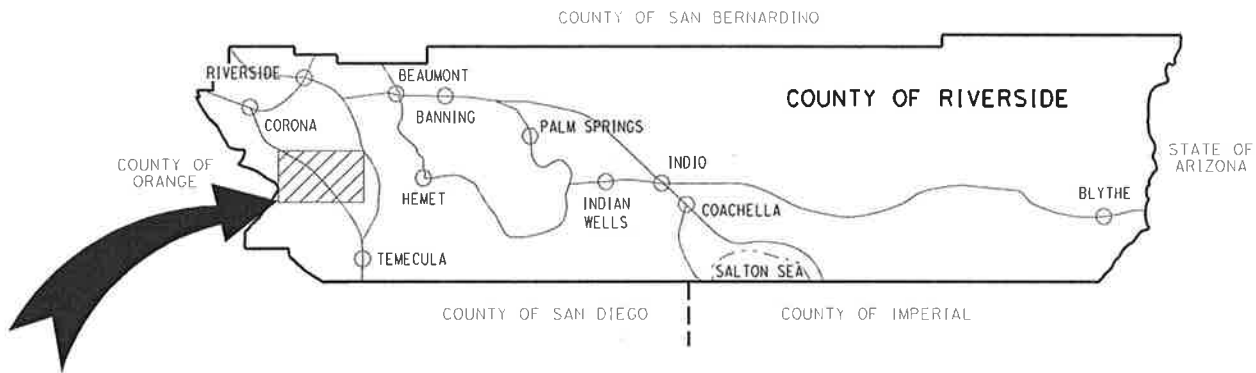 COUNTY OF SAN BERNARDINO
RIVERSIDE
BEAUMONT
COUNTY OF RIVERSIDE
BANNING
CORONA
PALM SPRINGS
COUNTY OF
ORANGE
STATE OF
ARIZONA
INDIO
HEMET
INDIAN
WELLS
COACHELLA
BLYTHE
TEMECULA
SALTON SEA
COUNTY OF SAN DIEGO
COUNTY OF IMPERIAL